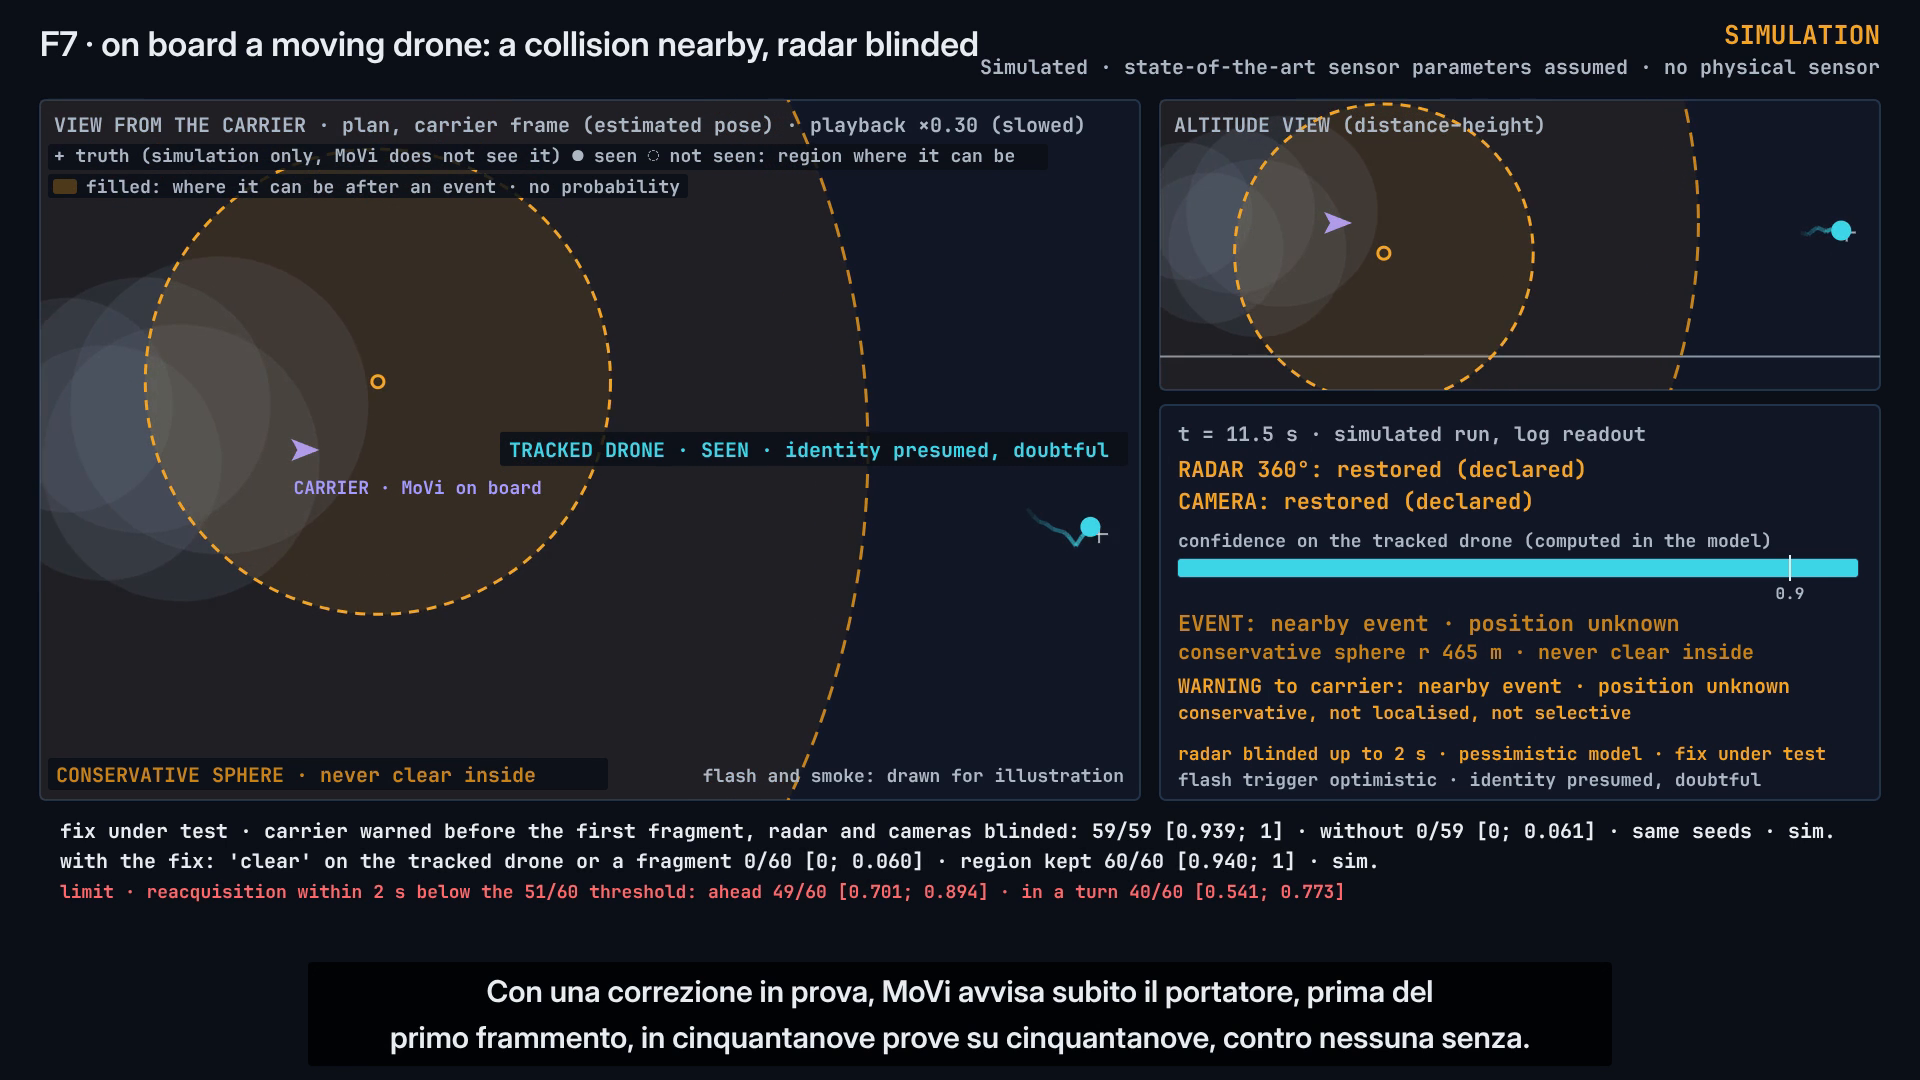 F7 · on board a moving drone: a collision nearby, radar blinded
SIMULATION
Simulated · state-of-the-art sensor parameters assumed · no physical sensor
VIEW FROM THE CARRIER · plan, carrier frame (estimated pose) · playback ×0.30 (slowed)
+ truth (simulation only, MoVi does not see it) ● seen ◌ not seen: region where it can be
filled: where it can be after an event · no probability
TRACKED DRONE · SEEN · identity presumed, doubtful
CARRIER · MoVi on board
CONSERVATIVE SPHERE · never clear inside
flash and smoke: drawn for illustration
ALTITUDE VIEW (distance-height)
t = 11.5 s · simulated run, log readout
RADAR 360°: restored (declared)
CAMERA: restored (declared)
confidence on the tracked drone (computed in the model)
0.9
EVENT: nearby event · position unknown
conservative sphere r 465 m · never clear inside
WARNING to carrier: nearby event · position unknown
conservative, not localised, not selective
radar blinded up to 2 s · pessimistic model · fix under test
flash trigger optimistic · identity presumed, doubtful
fix under test · carrier warned before the first fragment, radar and cameras blinded: 59/59 [0.939; 1] · without 0/59 [0; 0.061] · same seeds · sim.
with the fix: 'clear' on the tracked drone or a fragment 0/60 [0; 0.060] · region kept 60/60 [0.940; 1] · sim.
limit · reacquisition within 2 s below the 51/60 threshold: ahead 49/60 [0.701; 0.894] · in a turn 40/60 [0.541; 0.773]
Con una correzione in prova, MoVi avvisa subito il portatore, prima del
primo frammento, in cinquantanove prove su cinquantanove, contro nessuna senza.